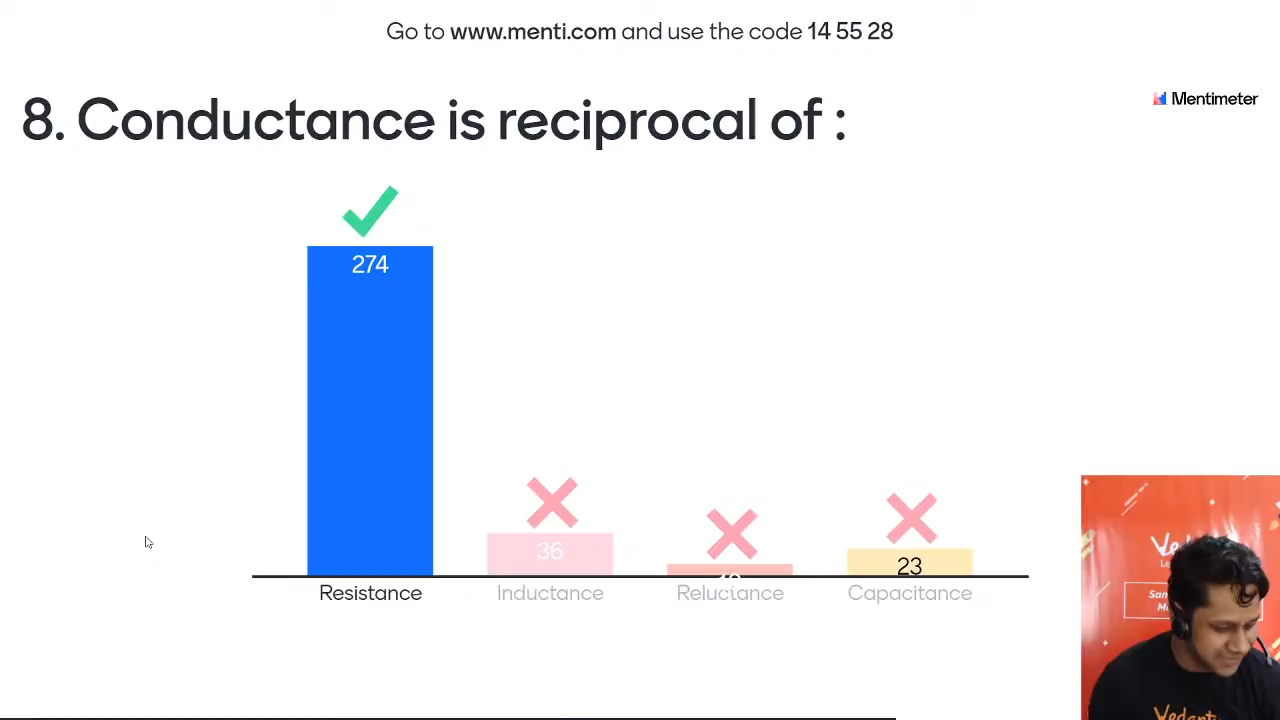 Go to www.menti.com and use the code 14 55 28
Mentimeter
8. Conductance is reciprocal of :
274
36
23
Resistance
Inductance
Reluctance
Capacitance